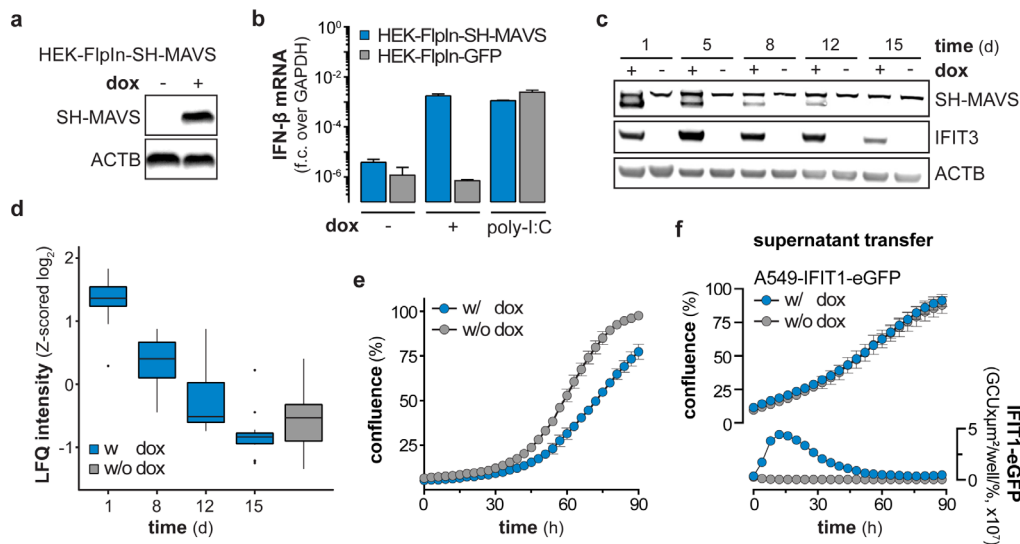 a
HEK-FlpIn-SH-MAVS
dox - +
SH-MAVS
ACTB
b
IFN-β mRNA
(f.c. over GAPDH)
10⁰
10⁻²
10⁻⁴
10⁻⁶
HEK-FlpIn-SH-MAVS
HEK-FlpIn-GFP
dox - + poly-I:C
c
1 5 8 12 15 time (d)
+ - + - + - + - + - dox
SH-MAVS
IFIT3
ACTB
d
LFQ intensity (Z-scored log₂)
2
1
0
-1
w dox
w/o dox
1 8 12 15
time (d)
e
confluence (%)
100
75
50
25
w/ dox
w/o dox
0 30 60 90
time (h)
f
supernatant transfer
A549-IFIT1-eGFP
confluence (%)
100
75
50
25
0
w/ dox
w/o dox
5
0
IFIT1-eGFP
(GCUxµm²/well/%, x10⁷)
0 30 60 90
time (h)